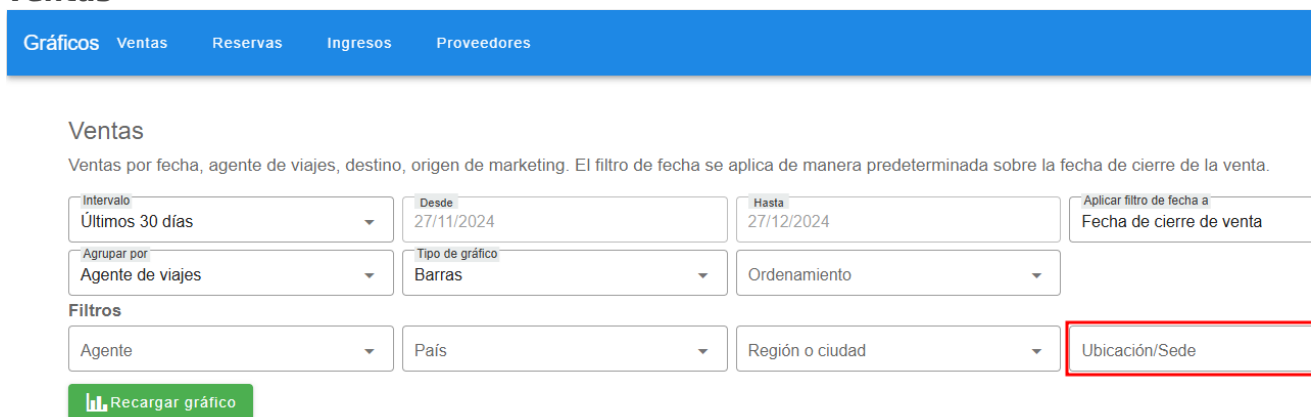 Ventas
Gráficos Ventas Reservas Ingresos Proveedores
Ventas
Ventas por fecha, agente de viajes, destino, origen de marketing. El filtro de fecha se aplica de manera predeterminada sobre la fecha de cierre de la venta.
Intervalo Desde Hasta Aplicar filtro de fecha a
Últimos 30 días 27/11/2024 27/12/2024 Fecha de cierre de venta
Agrupar por Tipo de gráfico
Agente de viajes Barras Ordenamiento
Filtros
Agente País Región o ciudad Ubicación/Sede
Recargar gráfico